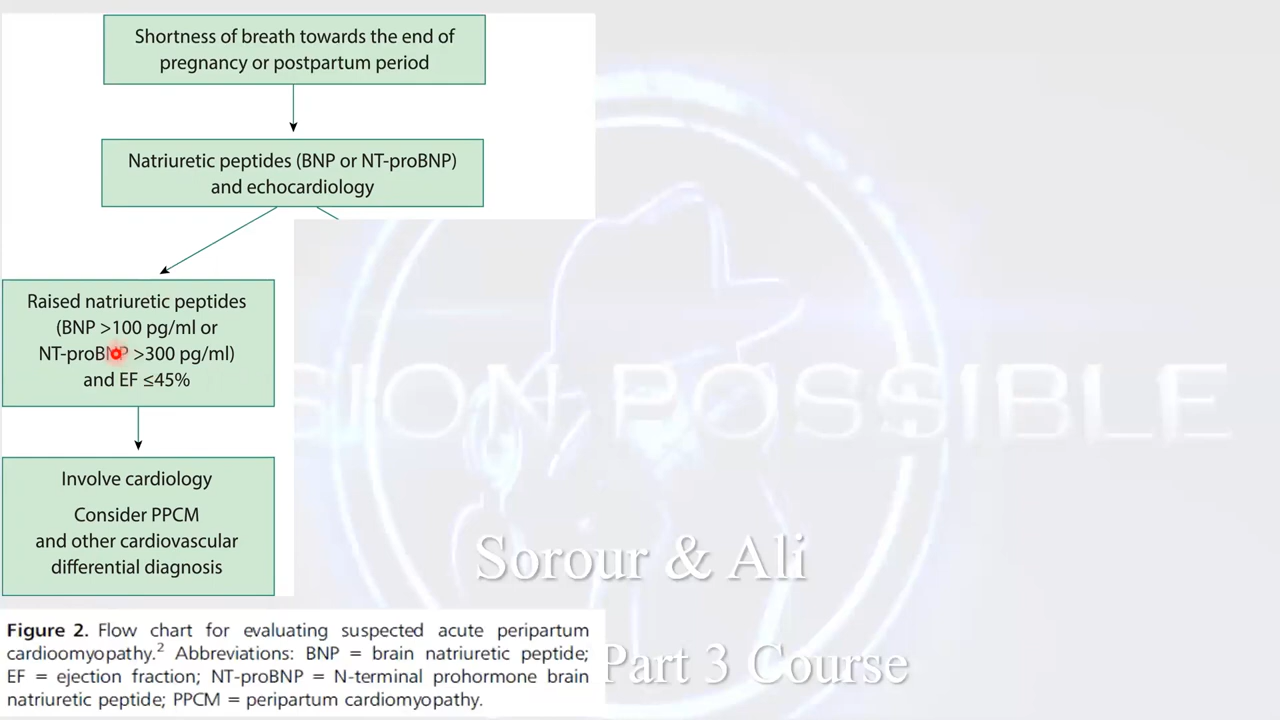 Shortness of breath towards the end of
pregnancy or postpartum period
Natriuretic peptides (BNP or NT-proBNP)
and echocardiology
Raised natriuretic peptides
(BNP >100 pg/ml or
NT-proBNP >300 pg/ml)
and EF ≤45%
Involve cardiology
Consider PPCM
and other cardiovascular
differential diagnosis
SION POSSIBLE
Sorour & Ali
Part 3 Course
Figure 2. Flow chart for evaluating suspected acute peripartum
cardioomyopathy.² Abbreviations: BNP = brain natriuretic peptide;
EF = ejection fraction; NT-proBNP = N-terminal prohormone brain
natriuretic peptide; PPCM = peripartum cardiomyopathy.